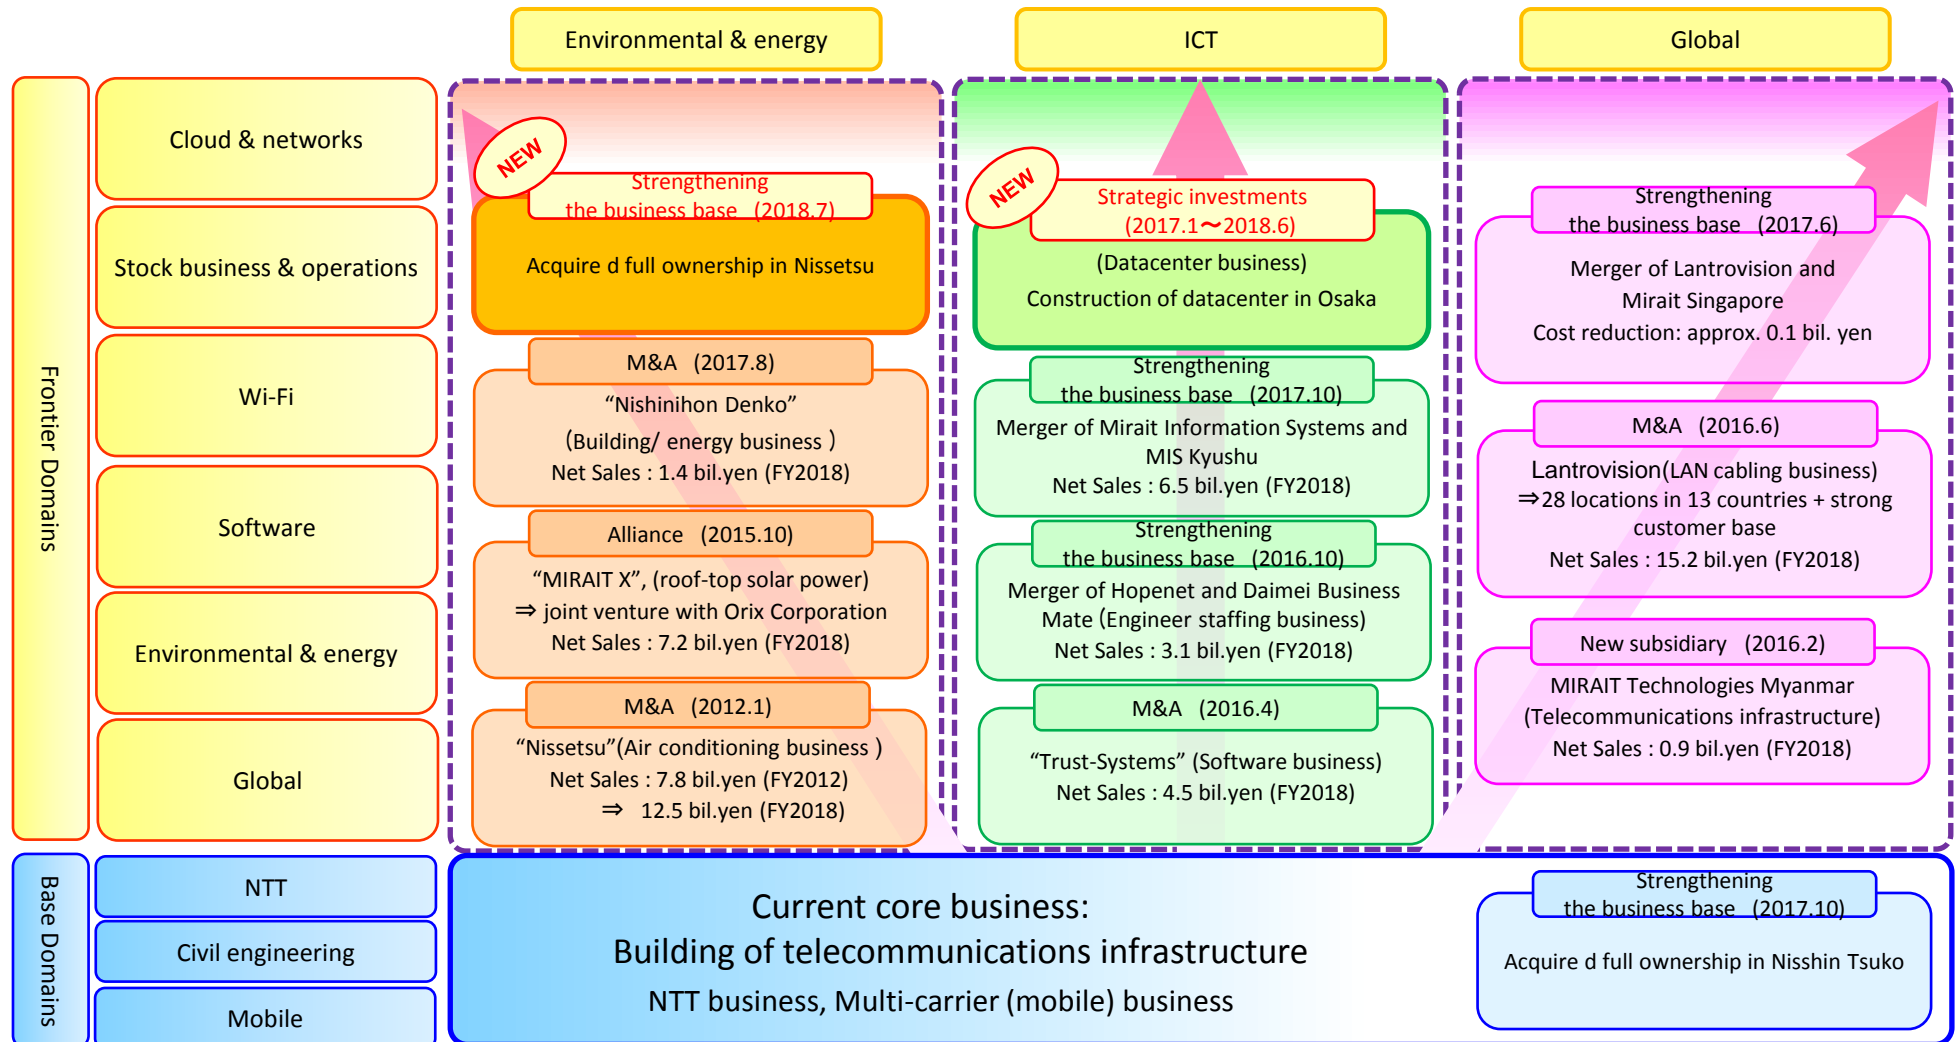 Environmental & energy
ICT
Global
Frontier Domains
Cloud & networks
Stock business & operations
Wi-Fi
Software
Environmental & energy
Global
NEW
Strengthening
the business base (2018.7)
Acquire d full ownership in Nissetsu
M&A (2017.8)
“Nishinihon Denko”
(Building/ energy business )
Net Sales : 1.4 bil.yen (FY2018)
Alliance (2015.10)
“MIRAIT X”, (roof-top solar power)
⇒ joint venture with Orix Corporation
Net Sales : 7.2 bil.yen (FY2018)
M&A (2012.1)
“Nissetsu”(Air conditioning business )
Net Sales : 7.8 bil.yen (FY2012)
⇒ 12.5 bil.yen (FY2018)
NEW
Strategic investments
(2017.1～2018.6)
(Datacenter business)
Construction of datacenter in Osaka
Strengthening
the business base (2017.10)
Merger of Mirait Information Systems and
MIS Kyushu
Net Sales : 6.5 bil.yen (FY2018)
Strengthening
the business base (2016.10)
Merger of Hopenet and Daimei Business
Mate (Engineer staffing business)
Net Sales : 3.1 bil.yen (FY2018)
M&A (2016.4)
“Trust-Systems” (Software business)
Net Sales : 4.5 bil.yen (FY2018)
Strengthening
the business base (2017.6)
Merger of Lantrovision and
Mirait Singapore
Cost reduction: approx. 0.1 bil. yen
M&A (2016.6)
Lantrovision(LAN cabling business)
⇒28 locations in 13 countries + strong
customer base
Net Sales : 15.2 bil.yen (FY2018)
New subsidiary (2016.2)
MIRAIT Technologies Myanmar
(Telecommunications infrastructure)
Net Sales : 0.9 bil.yen (FY2018)
Base Domains
NTT
Civil engineering
Mobile
Current core business:
Building of telecommunications infrastructure
NTT business, Multi-carrier (mobile) business
Strengthening
the business base (2017.10)
Acquire d full ownership in Nisshin Tsuko